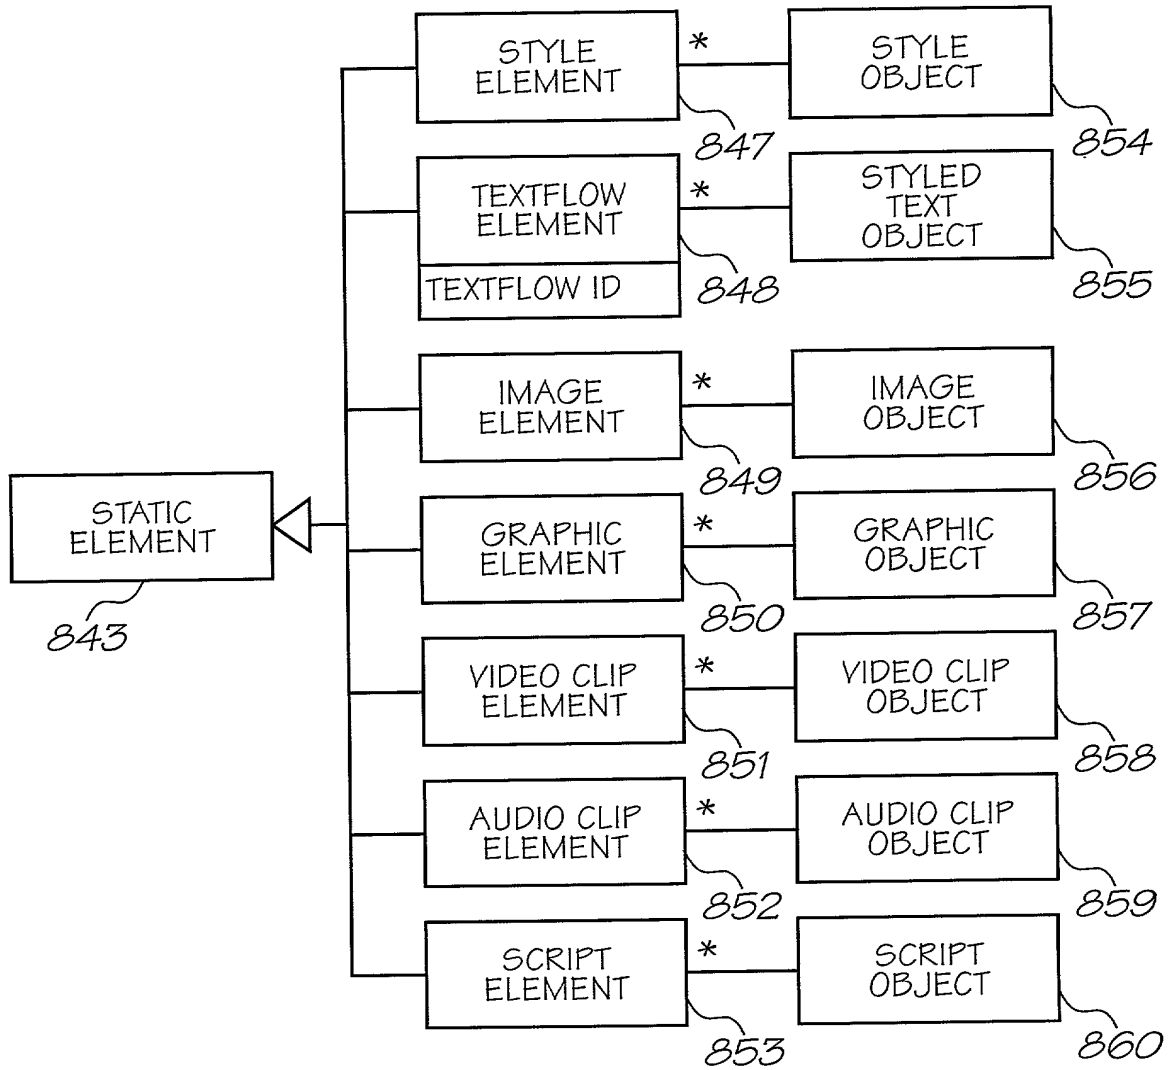 STYLE
ELEMENT
*
847
STYLE
OBJECT
854
TEXTFLOW
ELEMENT
TEXTFLOW ID
*
848
STYLED
TEXT
OBJECT
855
IMAGE
ELEMENT
*
849
IMAGE
OBJECT
856
STATIC
ELEMENT
843
GRAPHIC
ELEMENT
*
850
GRAPHIC
OBJECT
857
VIDEO CLIP
ELEMENT
*
851
VIDEO CLIP
OBJECT
858
AUDIO CLIP
ELEMENT
*
852
AUDIO CLIP
OBJECT
859
SCRIPT
ELEMENT
*
853
SCRIPT
OBJECT
860